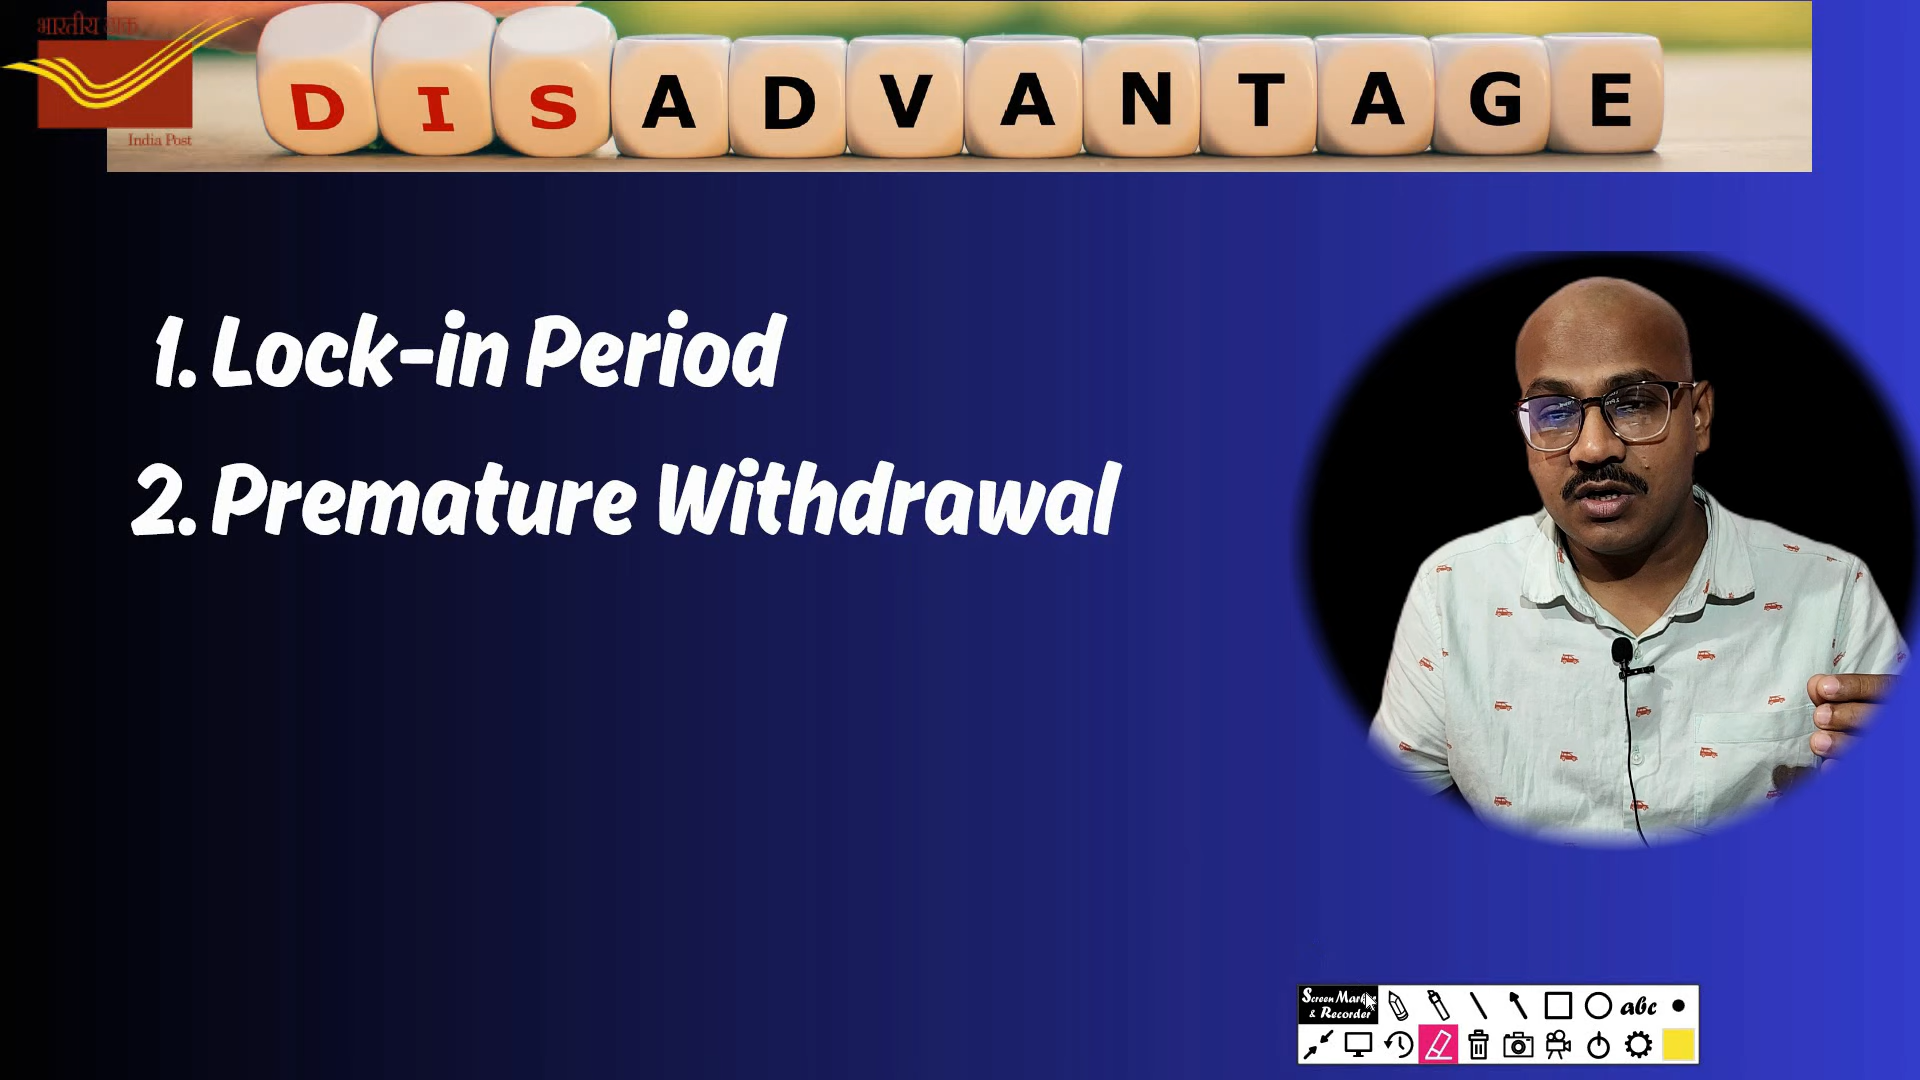 भारतीय डाक
India Post
DISADVANTAGE
1. Lock-in Period
2. Premature Withdrawal
Screen Marker
& Recorder
abc